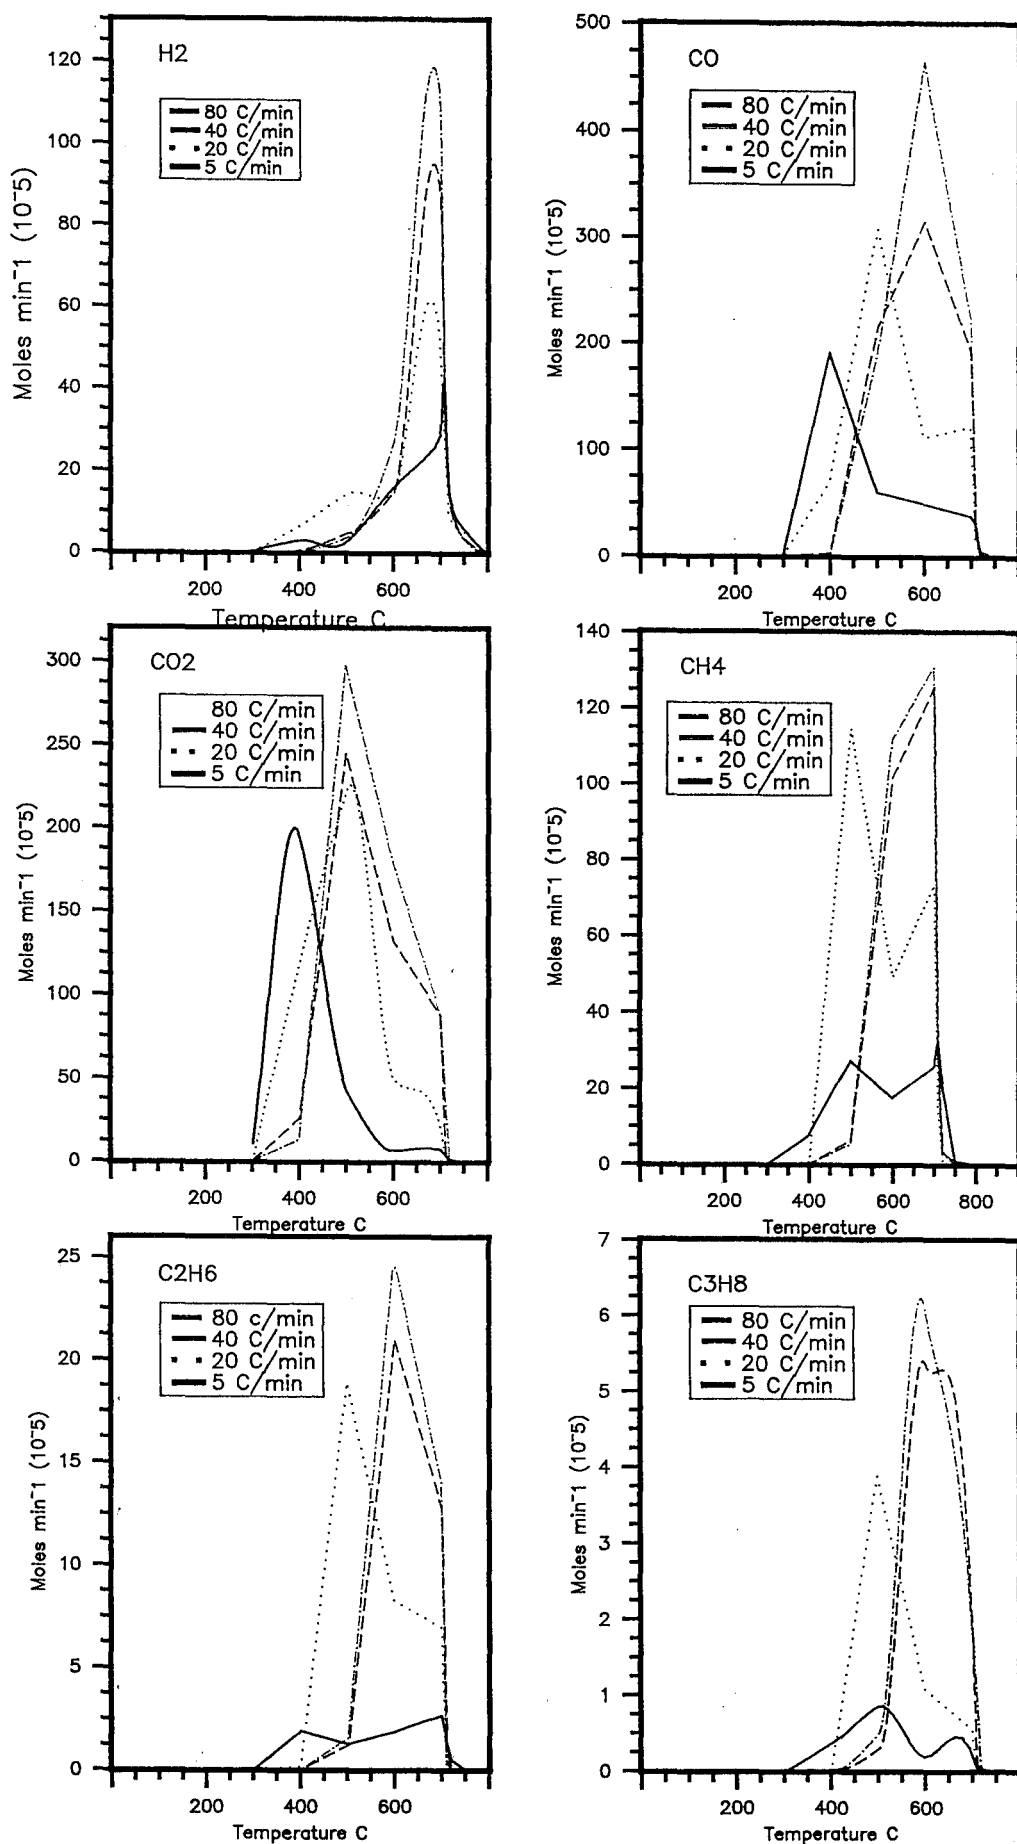 H2
80 C/min
40 C/min
20 C/min
5 C/min
Moles min-1 (10-5)
120
100
80
60
40
20
0
200
400
600
Temperature C
CO
80 C/min
40 C/min
20 C/min
5 C/min
Moles min-1 (10-5)
500
400
300
200
100
0
200
400
600
Temperature C
CO2
80 C/min
40 C/min
20 C/min
5 C/min
Moles min-1 (10-5)
300
250
200
150
100
50
0
200
400
600
Temperature C
CH4
80 C/min
40 C/min
20 C/min
5 C/min
Moles min-1 (10-5)
140
120
100
80
60
40
20
0
200
400
600
800
Temperature C
C2H6
80 c/min
40 C/min
20 C/min
5 C/min
Moles min-1 (10-5)
25
20
15
10
5
0
200
400
600
Temperature C
C3H8
80 C/min
40 C/min
20 C/min
5 C/min
Moles min-1 (10-5)
7
6
5
4
3
2
1
0
200
400
600
Temperature C